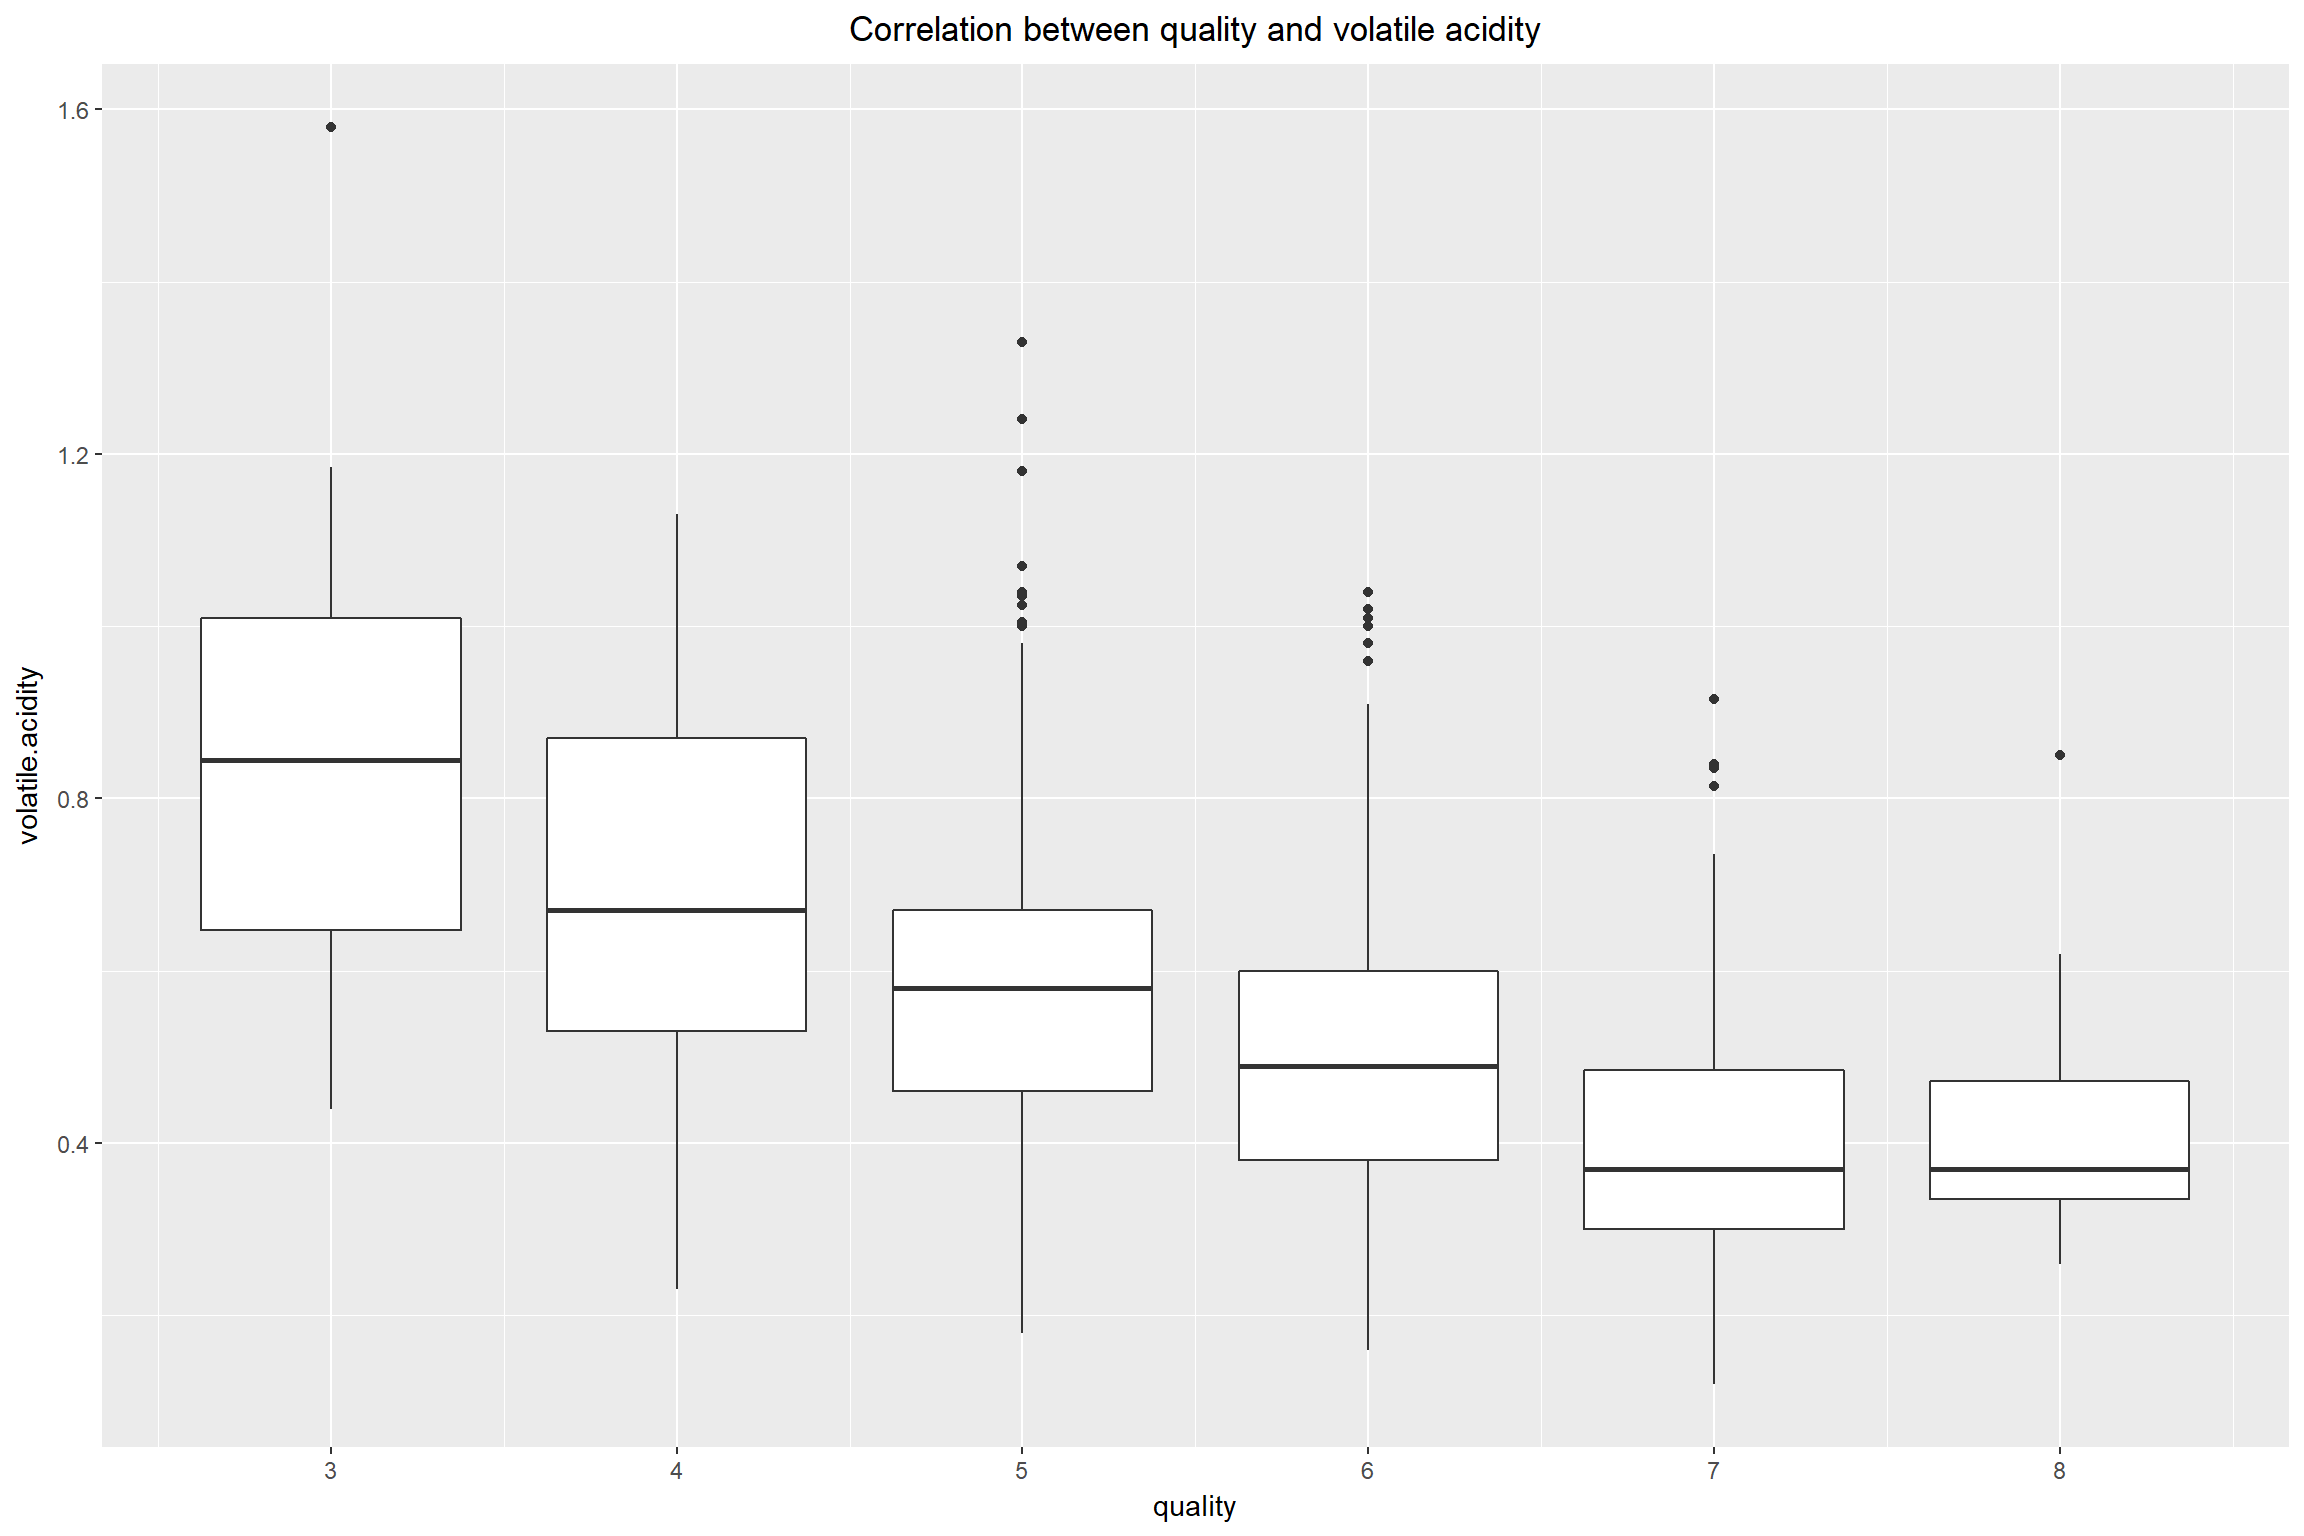 Correlation between quality and volatile acidity
1.6
1.2
0.8
0.4
volatile.acidity
3 4 5 6 7 8
quality